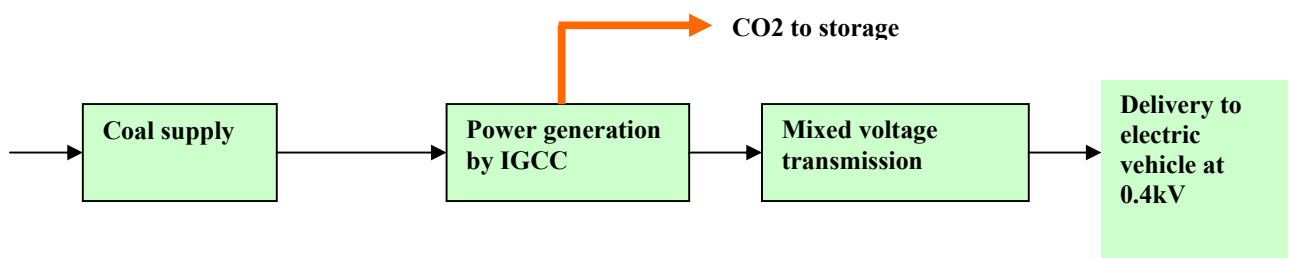 CO2 to storage
Coal supply
Power generation
by IGCC
Mixed voltage
transmission
Delivery to
electric
vehicle at
0.4kV